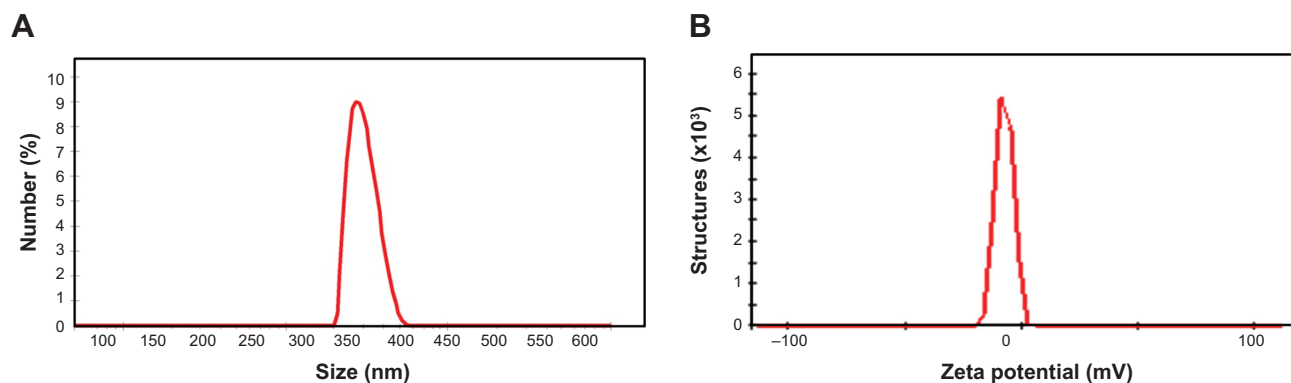 A
Number (%)
10
9
8
7
6
5
4
3
2
1
0
100 150 200 250 300 350 400 450 500 550 600
Size (nm)
B
Structures (x10³)
6
5
4
3
2
1
0
–100 0 100
Zeta potential (mV)